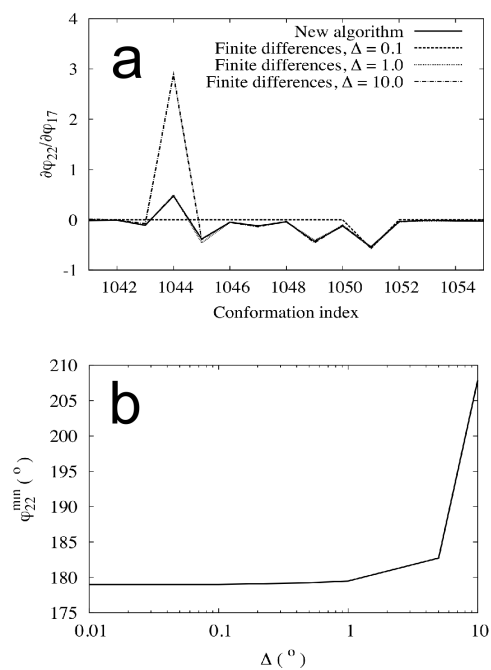 a
New algorithm
Finite differences, Δ = 0.1
Finite differences, Δ = 1.0
Finite differences, Δ = 10.0
4
3
2
1
0
-1
∂φ22/∂φ17
1042 1044 1046 1048 1050 1052 1054
Conformation index
b
210
205
200
195
190
185
180
175
φ22min ( º )
0.01 0.1 1 10
Δ ( º )